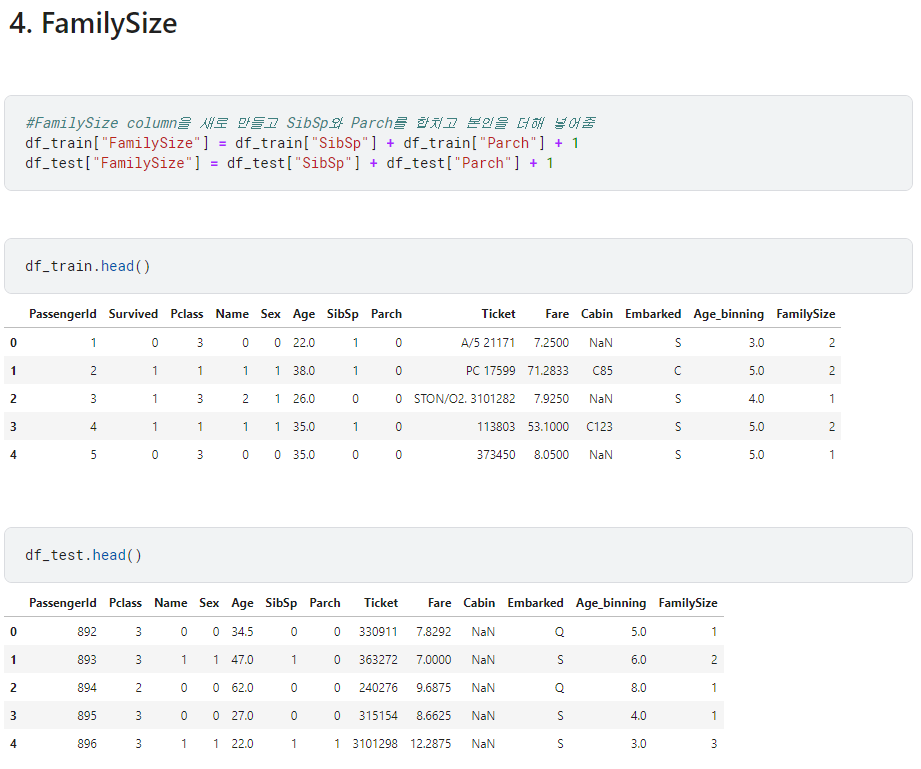 4. FamilySize
#FamilySize column을 새로 만들고 SibSp와 Parch를 합치고 본인을 더해 넣어줌
df_train["FamilySize"] = df_train["SibSp"] + df_train["Parch"] + 1
df_test["FamilySize"] = df_test["SibSp"] + df_test["Parch"] + 1
df_train.head()
PassengerId Survived Pclass Name Sex Age SibSp Parch Ticket Fare Cabin Embarked Age_binning FamilySize
0 1 0 3 0 0 22.0 1 0 A/5 21171 7.2500 NaN S 3.0 2
1 2 1 1 1 1 38.0 1 0 PC 17599 71.2833 C85 C 5.0 2
2 3 1 3 2 1 26.0 0 0 STON/O2. 3101282 7.9250 NaN S 4.0 1
3 4 1 1 1 1 35.0 1 0 113803 53.1000 C123 S 5.0 2
4 5 0 3 0 0 35.0 0 0 373450 8.0500 NaN S 5.0 1
df_test.head()
PassengerId Pclass Name Sex Age SibSp Parch Ticket Fare Cabin Embarked Age_binning FamilySize
0 892 3 0 0 34.5 0 0 330911 7.8292 NaN Q 5.0 1
1 893 3 1 1 47.0 1 0 363272 7.0000 NaN S 6.0 2
2 894 2 0 0 62.0 0 0 240276 9.6875 NaN Q 8.0 1
3 895 3 0 0 27.0 0 0 315154 8.6625 NaN S 4.0 1
4 896 3 1 1 22.0 1 1 3101298 12.2875 NaN S 3.0 3